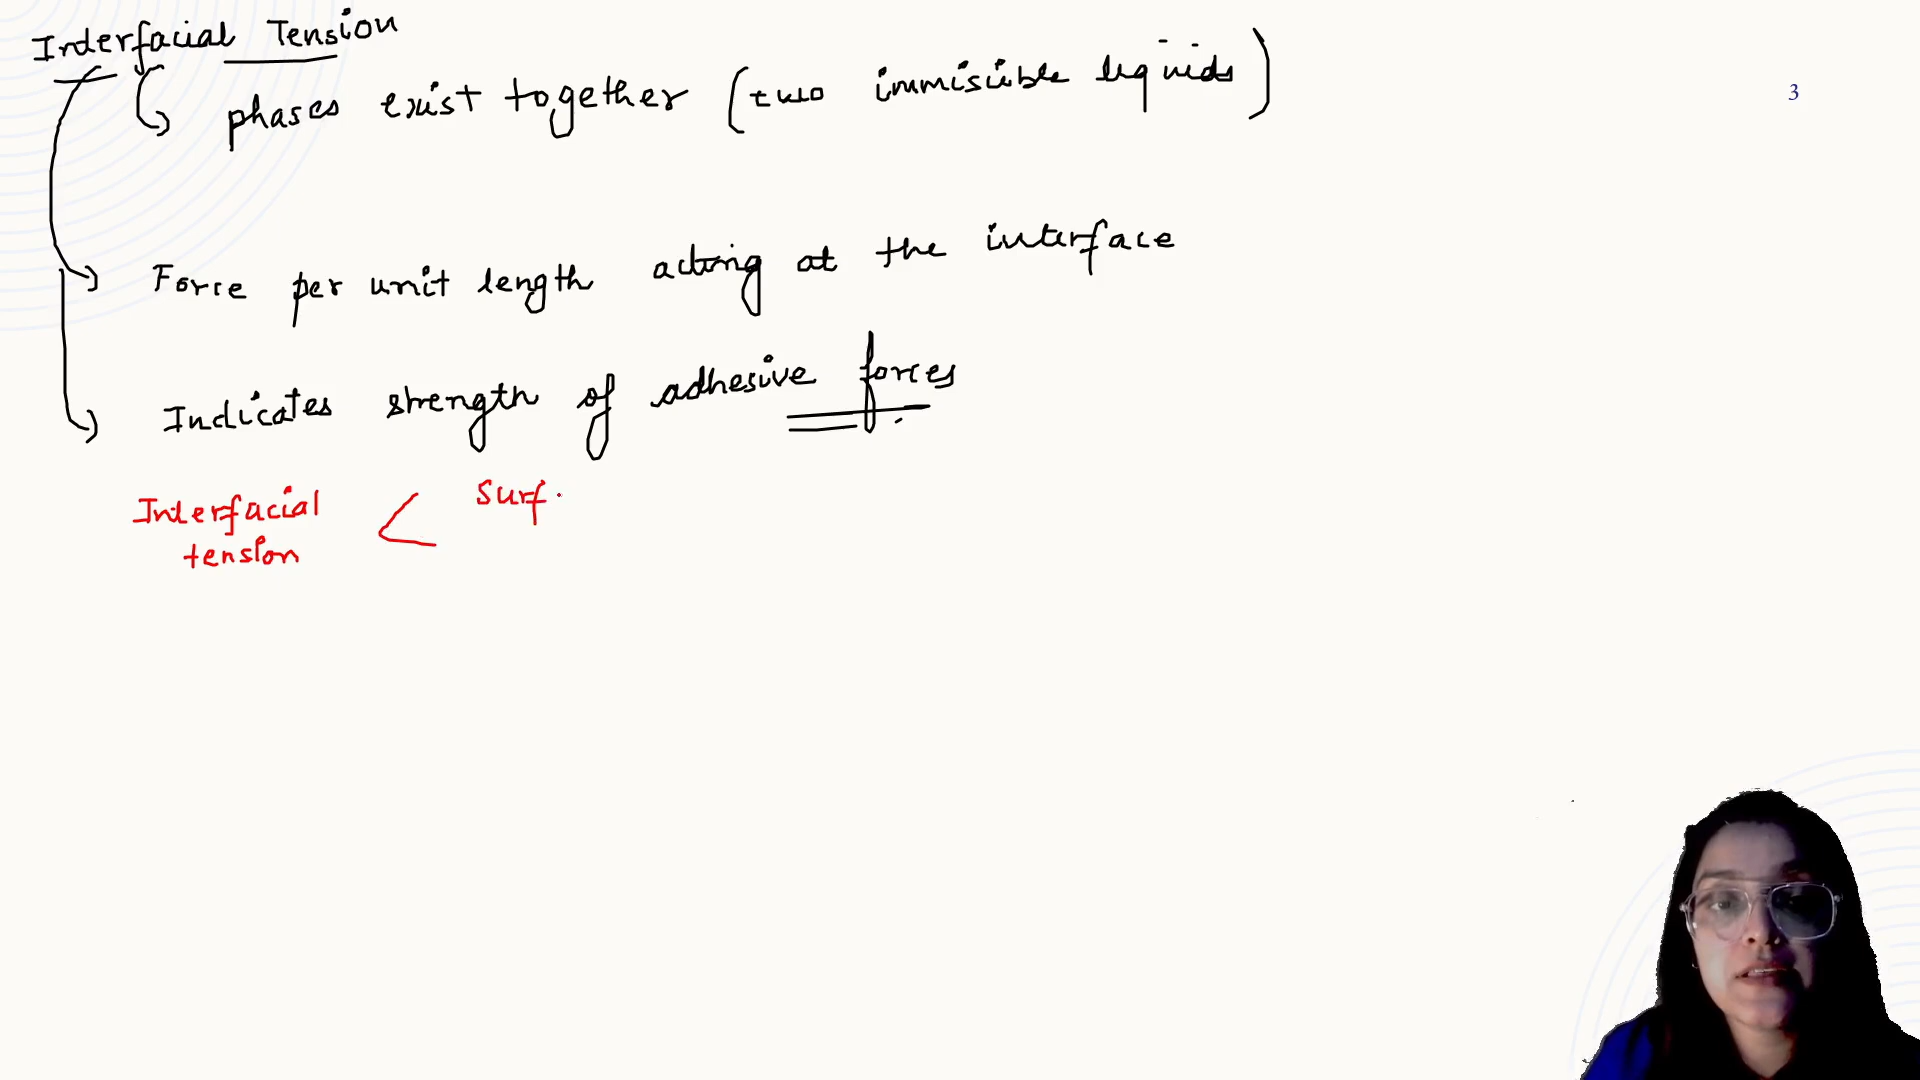 Interfacial Tension
phases exist together (two immisible liquids)
3
Force per unit length acting at the interface
Indicates strength of adhesive forces.
Interfacial < Surf
tension